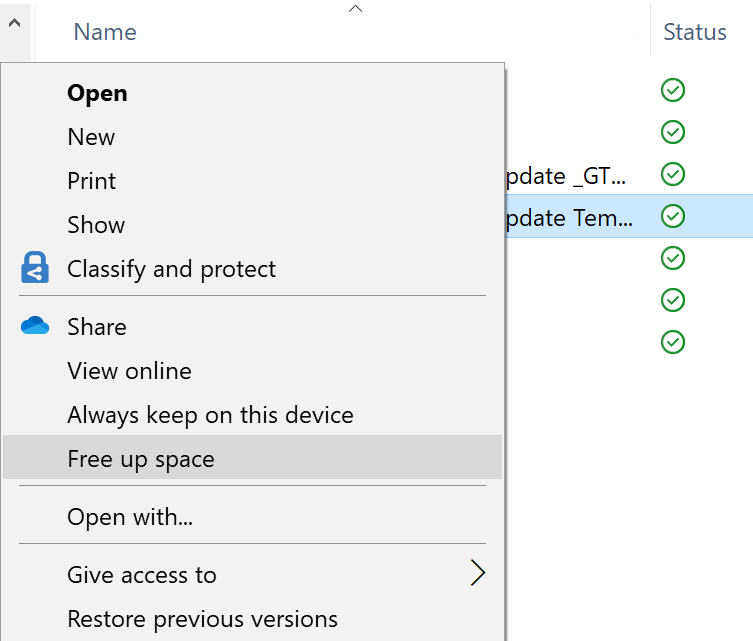 Name Status
Open
New
Print
pdate _GT...
Show
pdate Tem...
Classify and protect
Share
View online
Always keep on this device
Free up space
Open with...
Give access to
Restore previous versions